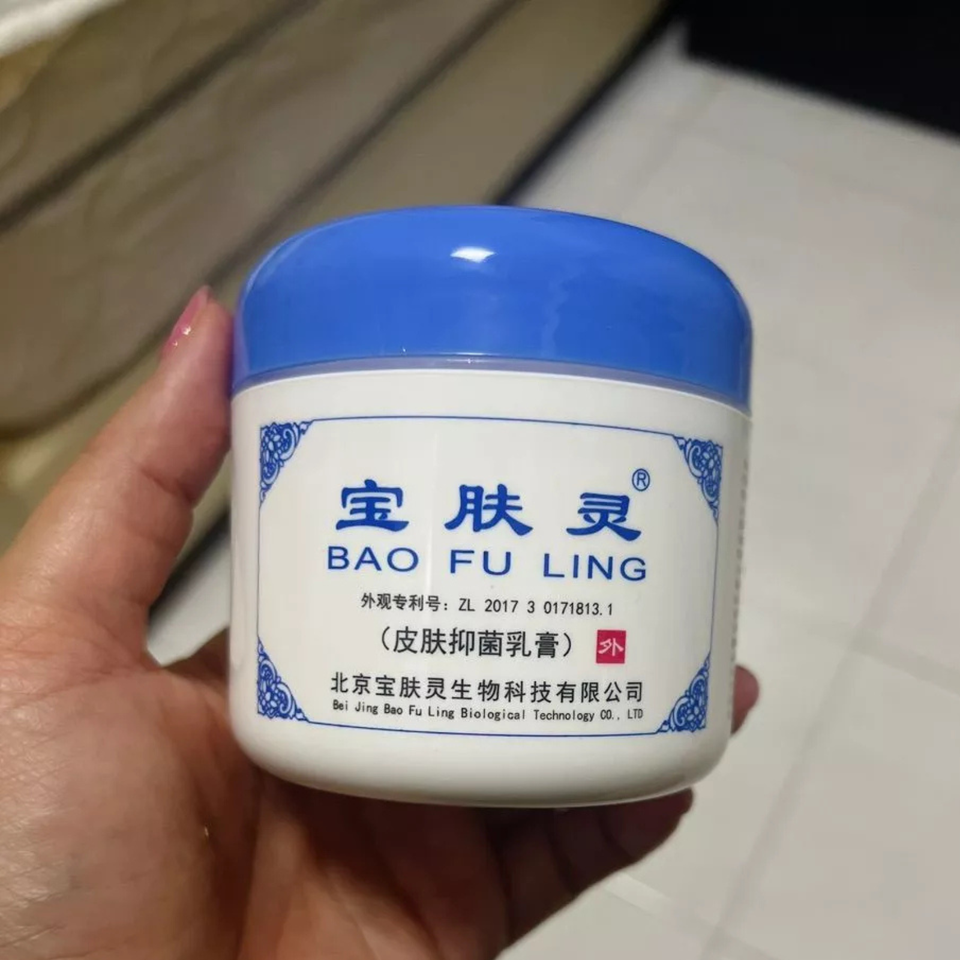 宝肤灵®
BAO FU LING
外观专利号: ZL 2017 3 0171813.1
（皮肤抑菌乳膏） 外
北京宝肤灵生物科技有限公司
Bei Jing Bao Fu Ling Biological Technology CO., LTD